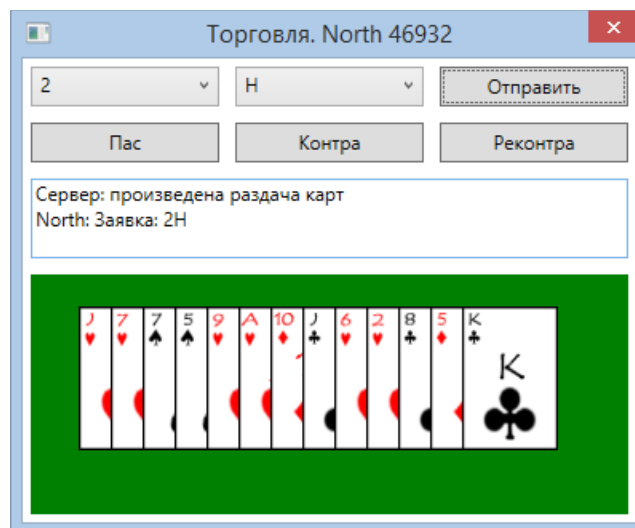 Торговля. North 46932
2 H Отправить
Пас Контра Реконтра
Сервер: произведена раздача карт
North: Заявка: 2H
J 7 7 5 9 A 10 J 6 2 8 5 K
K